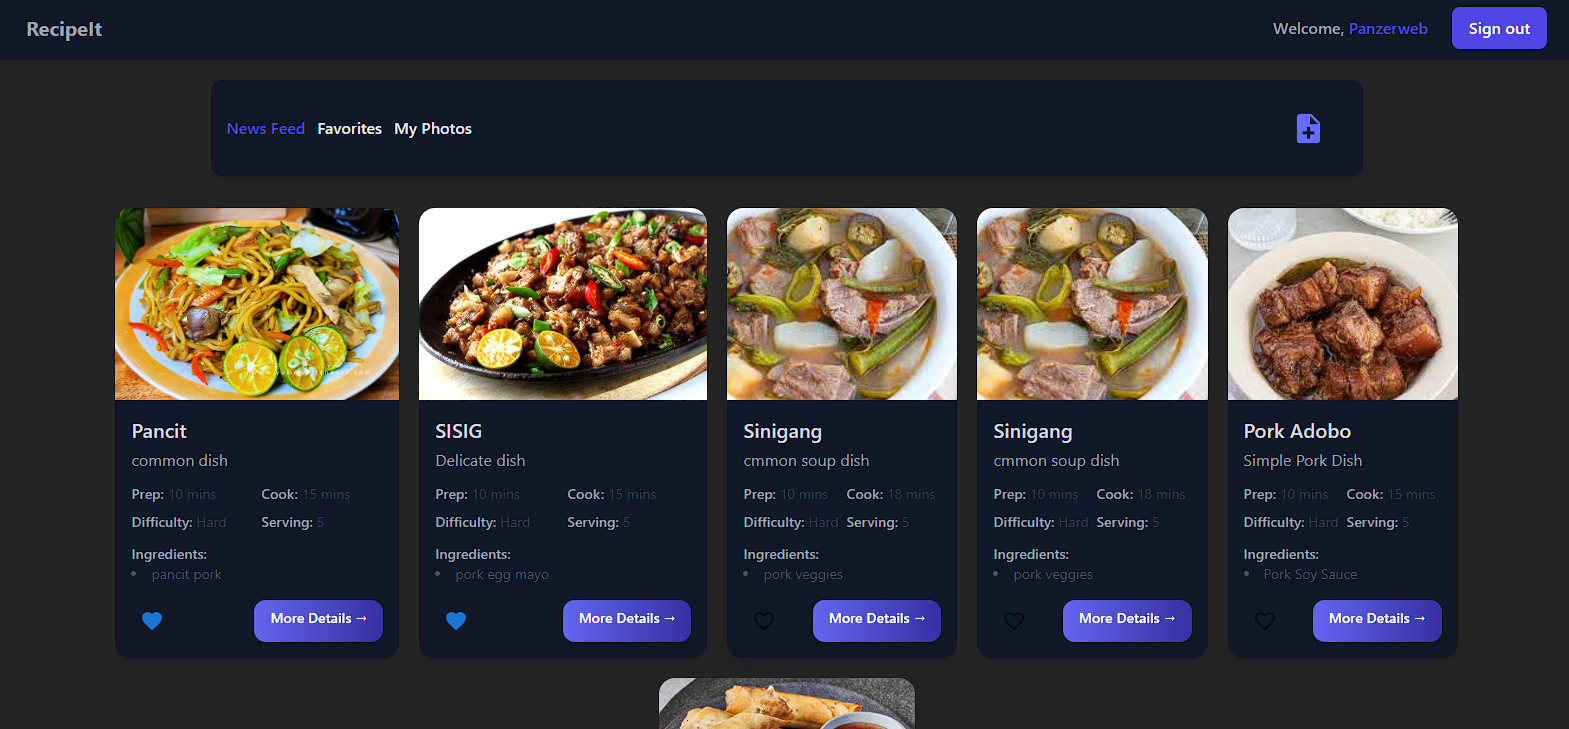 RecipeIt
Welcome, Panzerweb
Sign out
News Feed Favorites My Photos
Pancit
common dish
Prep: 10 mins Cook: 15 mins
Difficulty: Hard Serving: 5
Ingredients:
• pancit pork
More Details →
SISIG
Delicate dish
Prep: 10 mins Cook: 15 mins
Difficulty: Hard Serving: 5
Ingredients:
• pork egg mayo
More Details →
Sinigang
cmmon soup dish
Prep: 10 mins Cook: 18 mins
Difficulty: Hard Serving: 5
Ingredients:
• pork veggies
More Details →
Sinigang
cmmon soup dish
Prep: 10 mins Cook: 18 mins
Difficulty: Hard Serving: 5
Ingredients:
• pork veggies
More Details →
Pork Adobo
Simple Pork Dish
Prep: 10 mins Cook: 15 mins
Difficulty: Hard Serving: 5
Ingredients:
• Pork Soy Sauce
More Details →